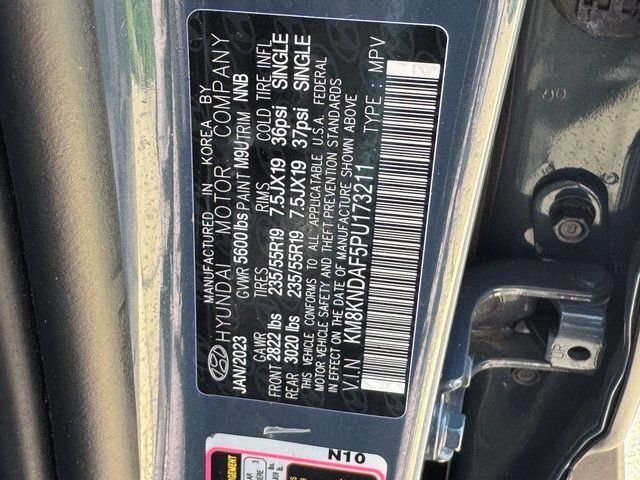 MANUFACTURED IN KOREA BY
HYUNDAI MOTOR COMPANY
JAN/2023 GVWR 5600lbs PAINT M9U TRIM NNB
GAWR TIRES RIMS COLD TIRE INFL
FRONT 2822 lbs 235/55R19 7.5JX19 36psi SINGLE
REAR 3020 lbs 235/55R19 7.5JX19 37psi SINGLE
THIS VEHICLE CONFORMS TO ALL APPLICABLE U.S.A. FEDERAL
MOTOR VEHICLE SAFETY AND THEFT PREVENTION STANDARDS
IN EFFECT ON THE DATE OF MANUFACTURE SHOWN ABOVE
V.I.N KM8KNDAF5PU173211 TYPE : MPV
N10